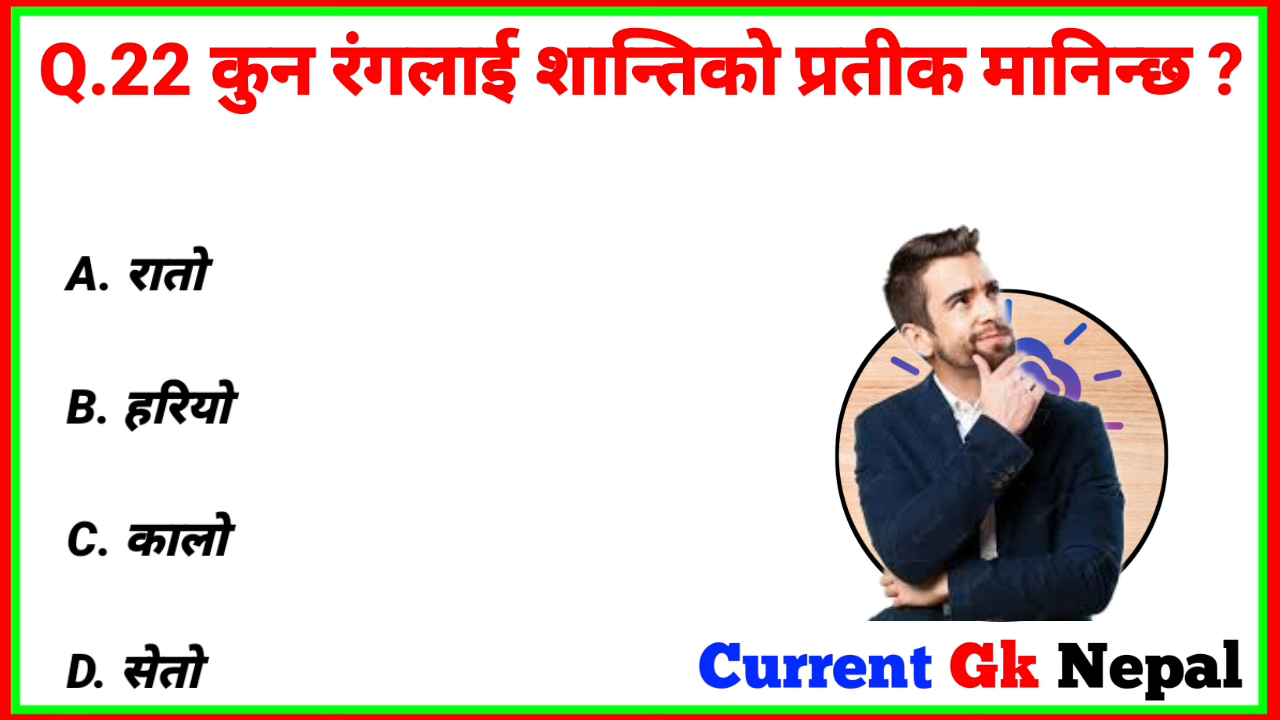 Q.22 कुन रंगलाई शान्तिको प्रतीक मानिन्छ ?
A. रातो
B. हरियो
C. कालो
D. सेतो
Current Gk Nepal